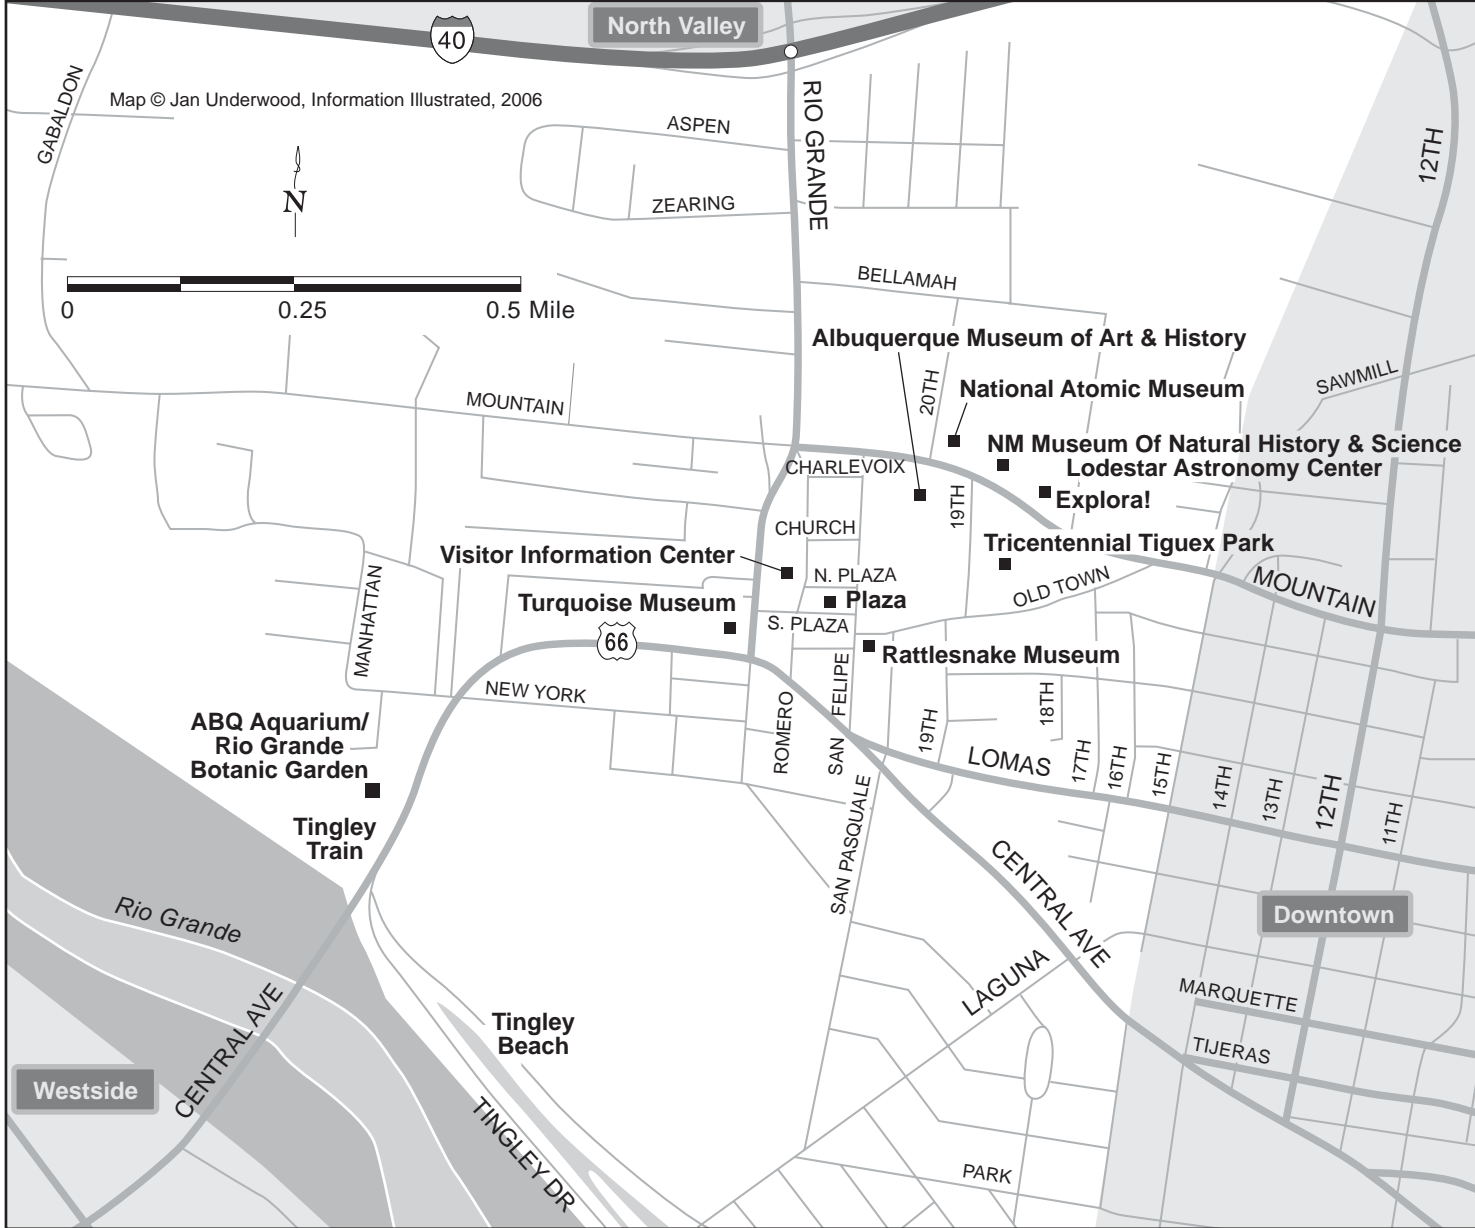 North Valley
40
Map © Jan Underwood, Information Illustrated, 2006
GABALDON
ASPEN
RIO GRANDE
12TH
N
ZEARING
BELLAMAH
0 0.25 0.5 Mile
Albuquerque Museum of Art & History
SAWMILL
20TH
National Atomic Museum
MOUNTAIN
NM Museum Of Natural History & Science
Lodestar Astronomy Center
CHARLEVOIX
Explora!
19TH
CHURCH
Tricentennial Tiguex Park
Visitor Information Center
N. PLAZA
OLD TOWN
MOUNTAIN
Plaza
Turquoise Museum
S. PLAZA
MANHATTAN
66
Rattlesnake Museum
NEW YORK
ROMERO
SAN FELIPE
18TH
19TH
ABQ Aquarium/
Rio Grande
Botanic Garden
LOMAS
17TH
16TH
15TH
14TH
13TH
12TH
11TH
Tingley
Train
SAN PASQUALE
CENTRAL AVE
Rio Grande
Downtown
LAGUNA
MARQUETTE
CENTRAL AVE
Tingley
Beach
TIJERAS
Westside
TINGLEY DR
PARK